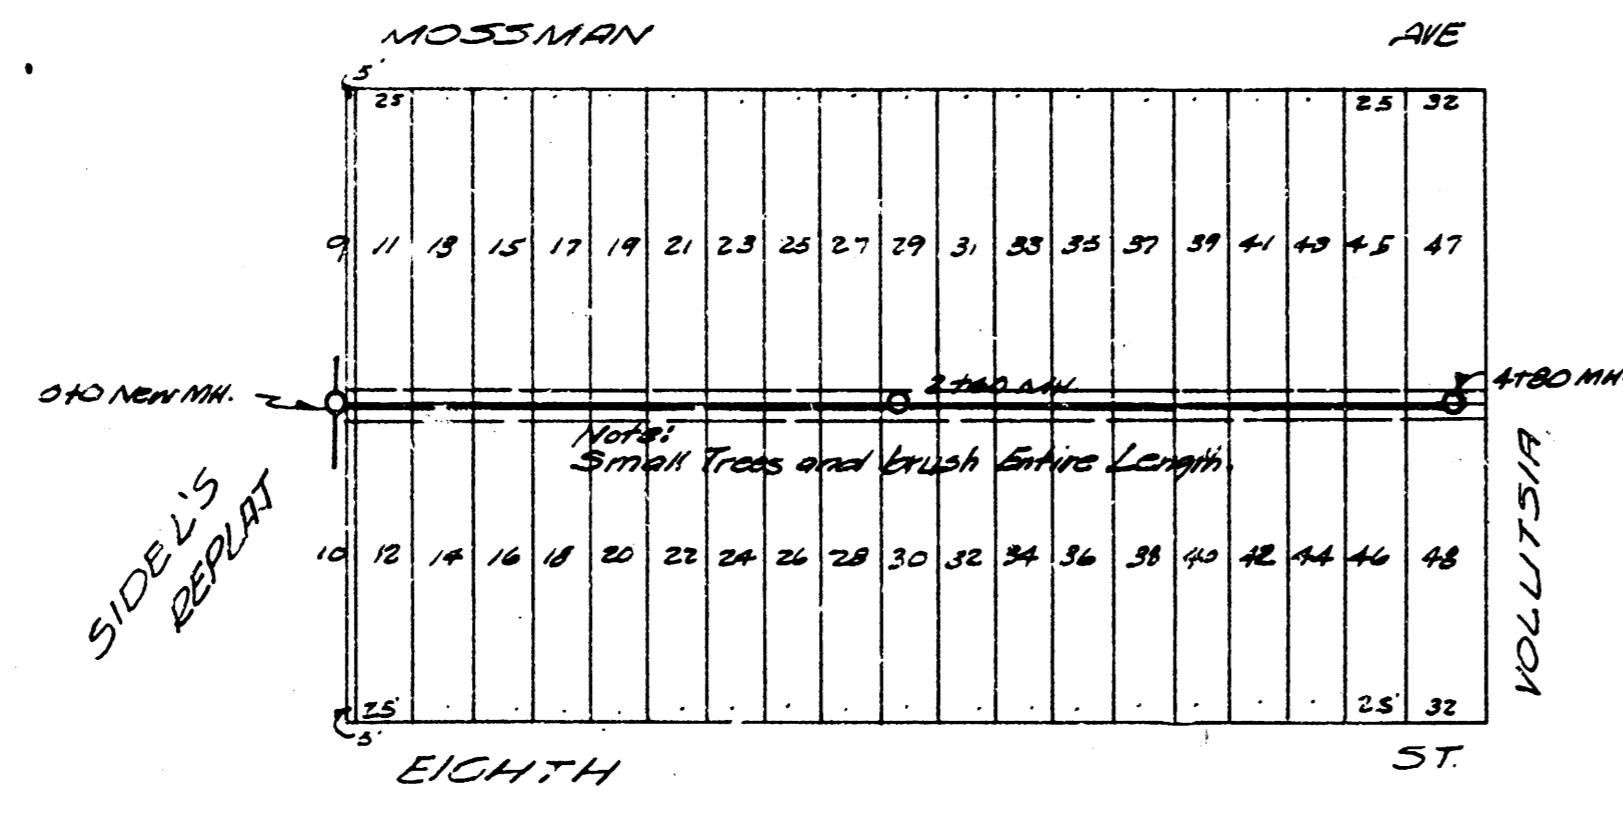 MOSSMAN AVE
5'
25 25 32
9 11 13 15 17 19 21 23 25 27 29 31 33 35 37 39 41 43 45 47
0+0 NEW MH. 2+40 MH 4+80 MH.
Note:
Small Trees and brush Entire Length.
SIDEL'S
REPLAT
VOLUTSIA
10 12 14 16 18 20 22 24 26 28 30 32 34 36 38 40 42 44 46 48
25' 25' 32
5'
EIGHTH ST.